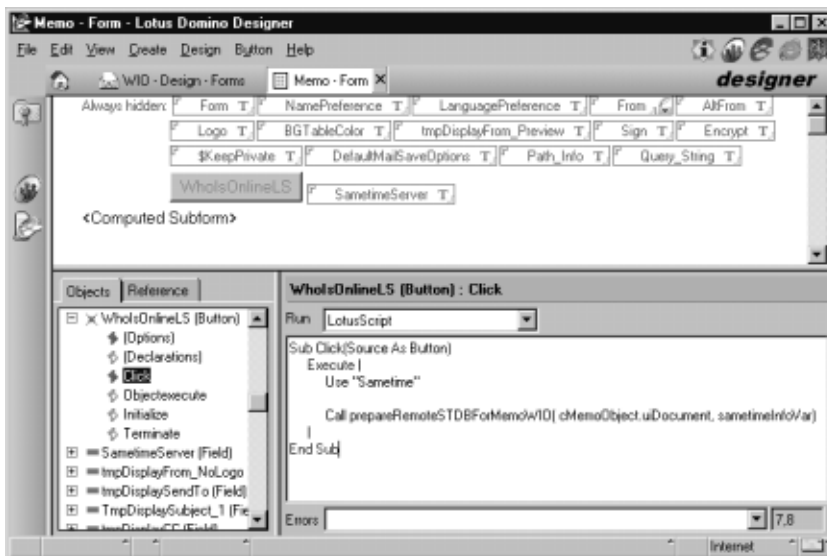 Memo - Form - Lotus Domino Designer
File Edit View Create Design Button Help
WIO - Design - Forms Memo - Form designer
Always hidden: Form T NamePreference T LanguagePreference T From AltFrom T
Logo T BGTableColor T tmpDisplayFrom_Preview T Sign T Encrypt T
$KeepPrivate T DefaultMailSaveOptions T Path_Info T Query_String T
WhoIsOnlineLS SametimeServer T
<Computed Subform>
Objects Reference
WhoIsOnlineLS (Button)
(Options)
(Declarations)
Click
Objectexecute
Initialize
Terminate
SametimeServer (Field)
tmpDisplayFrom_NoLogo
tmpDisplaySendTo (Field)
TmpDisplaySubject_1 (Fie
tmpDisplayCC (Field)
WhoIsOnlineLS (Button) : Click
Run LotusScript
Sub Click(Source As Button)
Execute |
Use "Sametime"
Call prepareRemoteSTDBForMemoWIO( cMemoObject.uiDocument, sametimeInfoVar)
|
End Sub
Errors 7,8
Internet